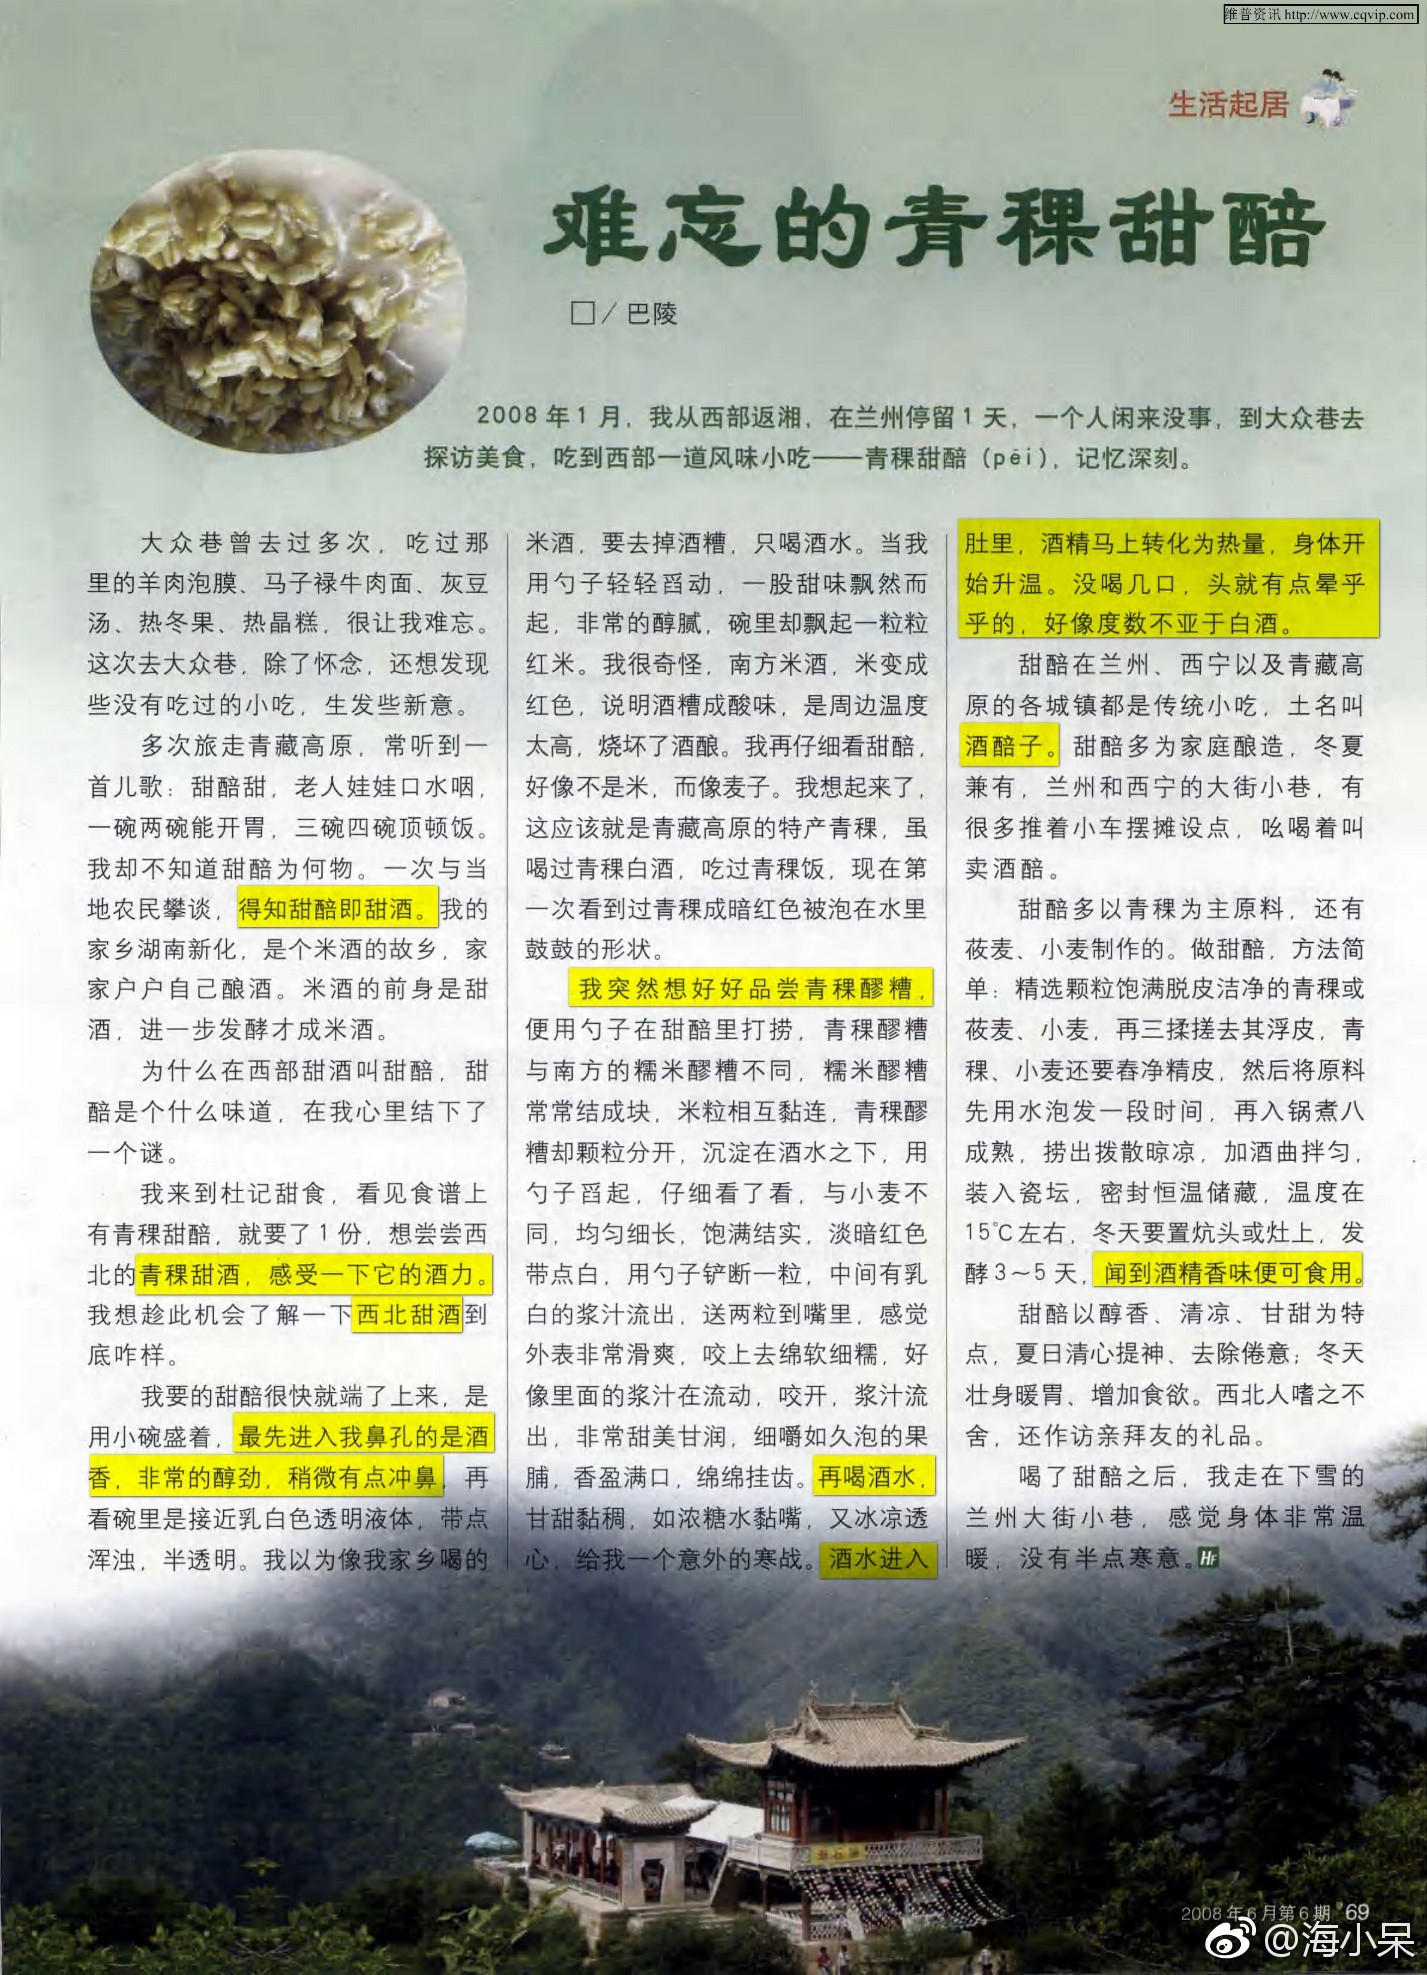 维普资讯 http://www.cqvip.com
生活起居
难忘的青稞甜醅
□／巴陵
2008年1月，我从西部返湘，在兰州停留1天，一个人闲来没事，到大众巷去
探访美食，吃到西部一道风味小吃——青稞甜醅（pēi），记忆深刻。
大众巷曾去过多次，吃过那
里的羊肉泡膜、马子禄牛肉面、灰豆
汤、热冬果、热晶糕，很让我难忘。
这次去大众巷，除了怀念，还想发现
些没有吃过的小吃，生发些新意。
多次旅走青藏高原，常听到一
首儿歌：甜醅甜，老人娃娃口水咽，
一碗两碗能开胃，三碗四碗顶顿饭。
我却不知道甜醅为何物。一次与当
地农民攀谈，得知甜醅即甜酒。我的
家乡湖南新化，是个米酒的故乡，家
家户户自己酿酒。米酒的前身是甜
酒，进一步发酵才成米酒。
为什么在西部甜酒叫甜醅，甜
醅是个什么味道，在我心里结下了
一个谜。
我来到杜记甜食，看见食谱上
有青稞甜醅，就要了1份，想尝尝西
北的青稞甜酒，感受一下它的酒力。
我想趁此机会了解一下西北甜酒到
底咋样。
我要的甜醅很快就端了上来，是
用小碗盛着，最先进入我鼻孔的是酒
香，非常的醇劲，稍微有点冲鼻，再
看碗里是接近乳白色透明液体，带点
浑浊，半透明。我以为像我家乡喝的
米酒，要去掉酒糟，只喝酒水。当我
用勺子轻轻舀动，一股甜味飘然而
起，非常的醇腻，碗里却飘起一粒粒
红米。我很奇怪，南方米酒，米变成
红色，说明酒糟成酸味，是周边温度
太高，烧坏了酒酿。我再仔细看甜醅，
好像不是米，而像麦子。我想起来了，
这应该就是青藏高原的特产青稞，虽
喝过青稞白酒，吃过青稞饭，现在第
一次看到过青稞成暗红色被泡在水里
鼓鼓的形状。
我突然想好好品尝青稞醪糟，
便用勺子在甜醅里打捞，青稞醪糟
与南方的糯米醪糟不同，糯米醪糟
常常结成块，米粒相互黏连，青稞醪
糟却颗粒分开，沉淀在酒水之下，用
勺子舀起，仔细看了看，与小麦不
同，均匀细长，饱满结实，淡暗红色
带点白，用勺子铲断一粒，中间有乳
白的浆汁流出，送两粒到嘴里，感觉
外表非常滑爽，咬上去绵软细糯，好
像里面的浆汁在流动，咬开，浆汁流
出，非常甜美甘润，细嚼如久泡的果
脯，香盈满口，绵绵挂齿。再喝酒水，
甘甜黏稠，如浓糖水黏嘴，又冰凉透
心，给我一个意外的寒战。酒水进入
肚里，酒精马上转化为热量，身体开
始升温。没喝几口，头就有点晕乎
乎的，好像度数不亚于白酒。
甜醅在兰州、西宁以及青藏高
原的各城镇都是传统小吃，土名叫
酒醅子。甜醅多为家庭酿造，冬夏
兼有，兰州和西宁的大街小巷，有
很多推着小车摆摊设点，吆喝着叫
卖酒醅。
甜醅多以青稞为主原料，还有
莜麦、小麦制作的。做甜醅，方法简
单：精选颗粒饱满脱皮洁净的青稞或
莜麦、小麦，再三揉搓去其浮皮，青
稞、小麦还要舂净精皮，然后将原料
先用水泡发一段时间，再入锅煮八
成熟，捞出拨散晾凉，加酒曲拌匀，
装入瓷坛，密封恒温储藏，温度在
15℃左右，冬天要置炕头或灶上，发
酵3～5天，闻到酒精香味便可食用。
甜醅以醇香、清凉、甘甜为特
点，夏日清心提神、去除倦意；冬天
壮身暖胃、增加食欲。西北人嗜之不
舍，还作访亲拜友的礼品。
喝了甜醅之后，我走在下雪的
兰州大街小巷，感觉身体非常温
暖，没有半点寒意。HF
2008年6月第6期 69
@海小呆